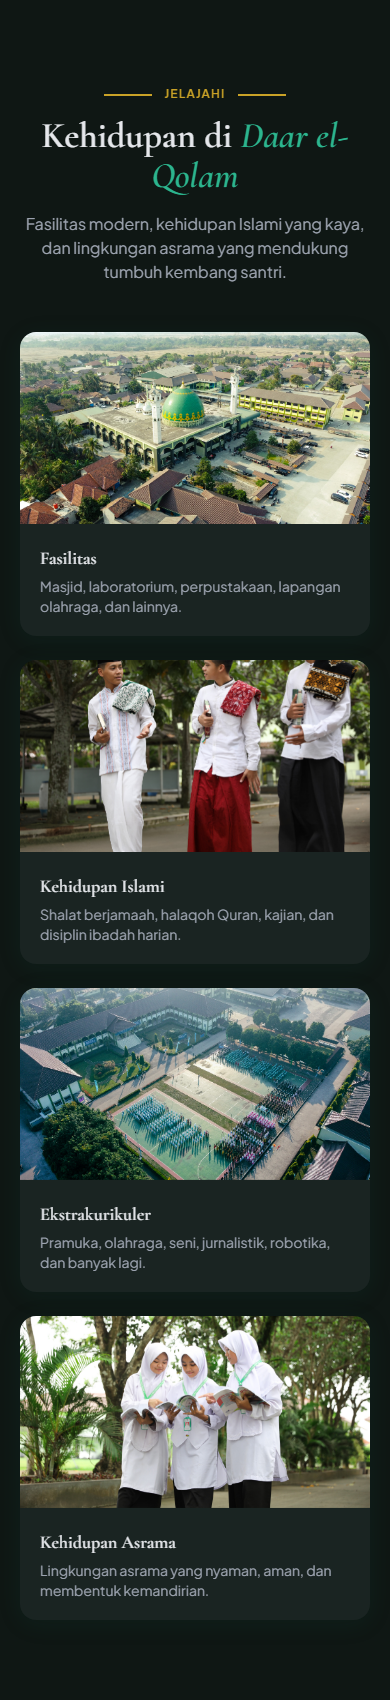 JELAJAHI
Kehidupan di Daar el-
Qolam
Fasilitas modern, kehidupan Islami yang kaya,
dan lingkungan asrama yang mendukung
tumbuh kembang santri.
Fasilitas
Masjid, laboratorium, perpustakaan, lapangan
olahraga, dan lainnya.
Kehidupan Islami
Shalat berjamaah, halaqoh Quran, kajian, dan
disiplin ibadah harian.
Ekstrakurikuler
Pramuka, olahraga, seni, jurnalistik, robotika,
dan banyak lagi.
Kehidupan Asrama
Lingkungan asrama yang nyaman, aman, dan
membentuk kemandirian.